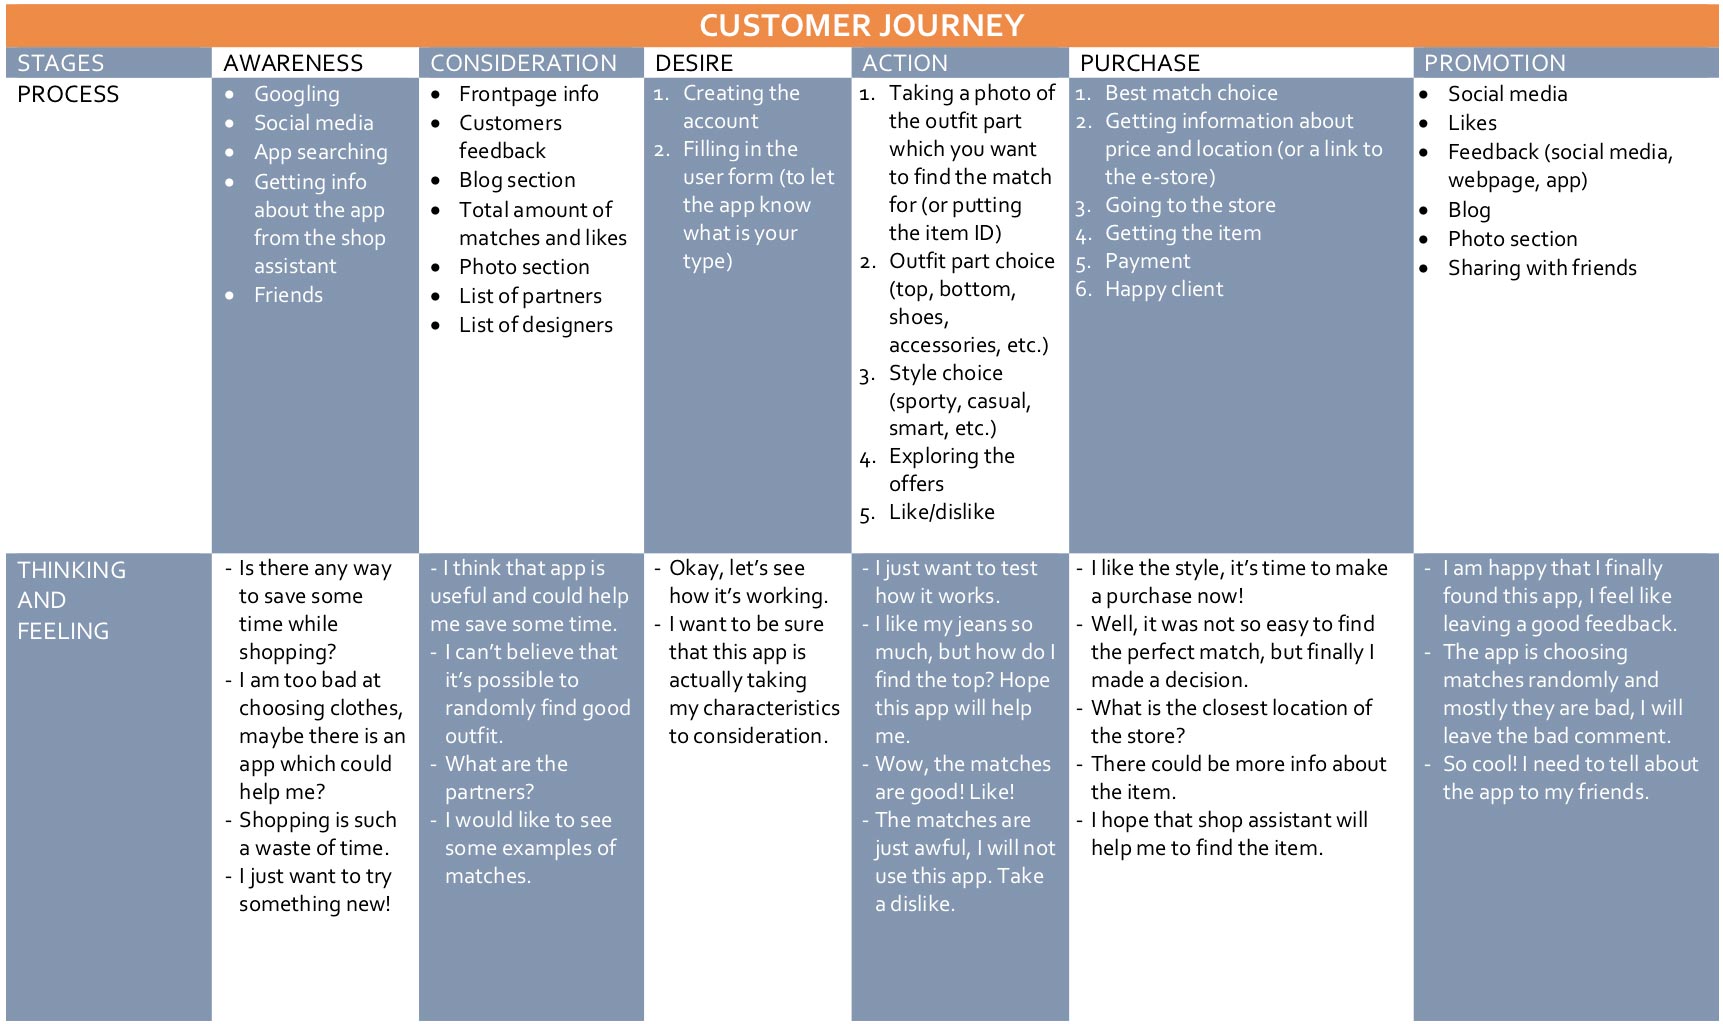 CUSTOMER JOURNEY
STAGES
AWARENESS
CONSIDERATION
DESIRE
ACTION
PURCHASE
PROMOTION
PROCESS
• Googling
• Social media
• App searching
• Getting info
about the app
from the shop
assistant
• Friends
• Frontpage info
• Customers
feedback
• Blog section
• Total amount of
matches and likes
• Photo section
• List of partners
• List of designers
1. Creating the
account
2. Filling in the
user form (to let
the app know
what is your
type)
1. Taking a photo of
the outfit part
which you want
to find the match
for (or putting
the item ID)
2. Outfit part choice
(top, bottom,
shoes,
accessories, etc.)
3. Style choice
(sporty, casual,
smart, etc.)
4. Exploring the
offers
5. Like/dislike
1. Best match choice
2. Getting information about
price and location (or a link to
the e-store)
3. Going to the store
4. Getting the item
5. Payment
6. Happy client
• Social media
• Likes
• Feedback (social media,
webpage, app)
• Blog
• Photo section
• Sharing with friends
THINKING
AND
FEELING
- Is there any way
to save some
time while
shopping?
- I am too bad at
choosing clothes,
maybe there is an
app which could
help me?
- Shopping is such
a waste of time.
- I just want to try
something new!
- I think that app is
useful and could help
me save some time.
- I can't believe that
it's possible to
randomly find good
outfit.
- What are the
partners?
- I would like to see
some examples of
matches.
- Okay, let's see
how it's working.
- I want to be sure
that this app is
actually taking
my characteristics
to consideration.
- I just want to test
how it works.
- I like my jeans so
much, but how do I
find the top? Hope
this app will help
me.
- Wow, the matches
are good! Like!
- The matches are
just awful, I will not
use this app. Take
a dislike.
- I like the style, it's time to make
a purchase now!
- Well, it was not so easy to find
the perfect match, but finally I
made a decision.
- What is the closest location of
the store?
- There could be more info about
the item.
- I hope that shop assistant will
help me to find the item.
- I am happy that I finally
found this app, I feel like
leaving a good feedback.
- The app is choosing
matches randomly and
mostly they are bad, I will
leave the bad comment.
- So cool! I need to tell about
the app to my friends.